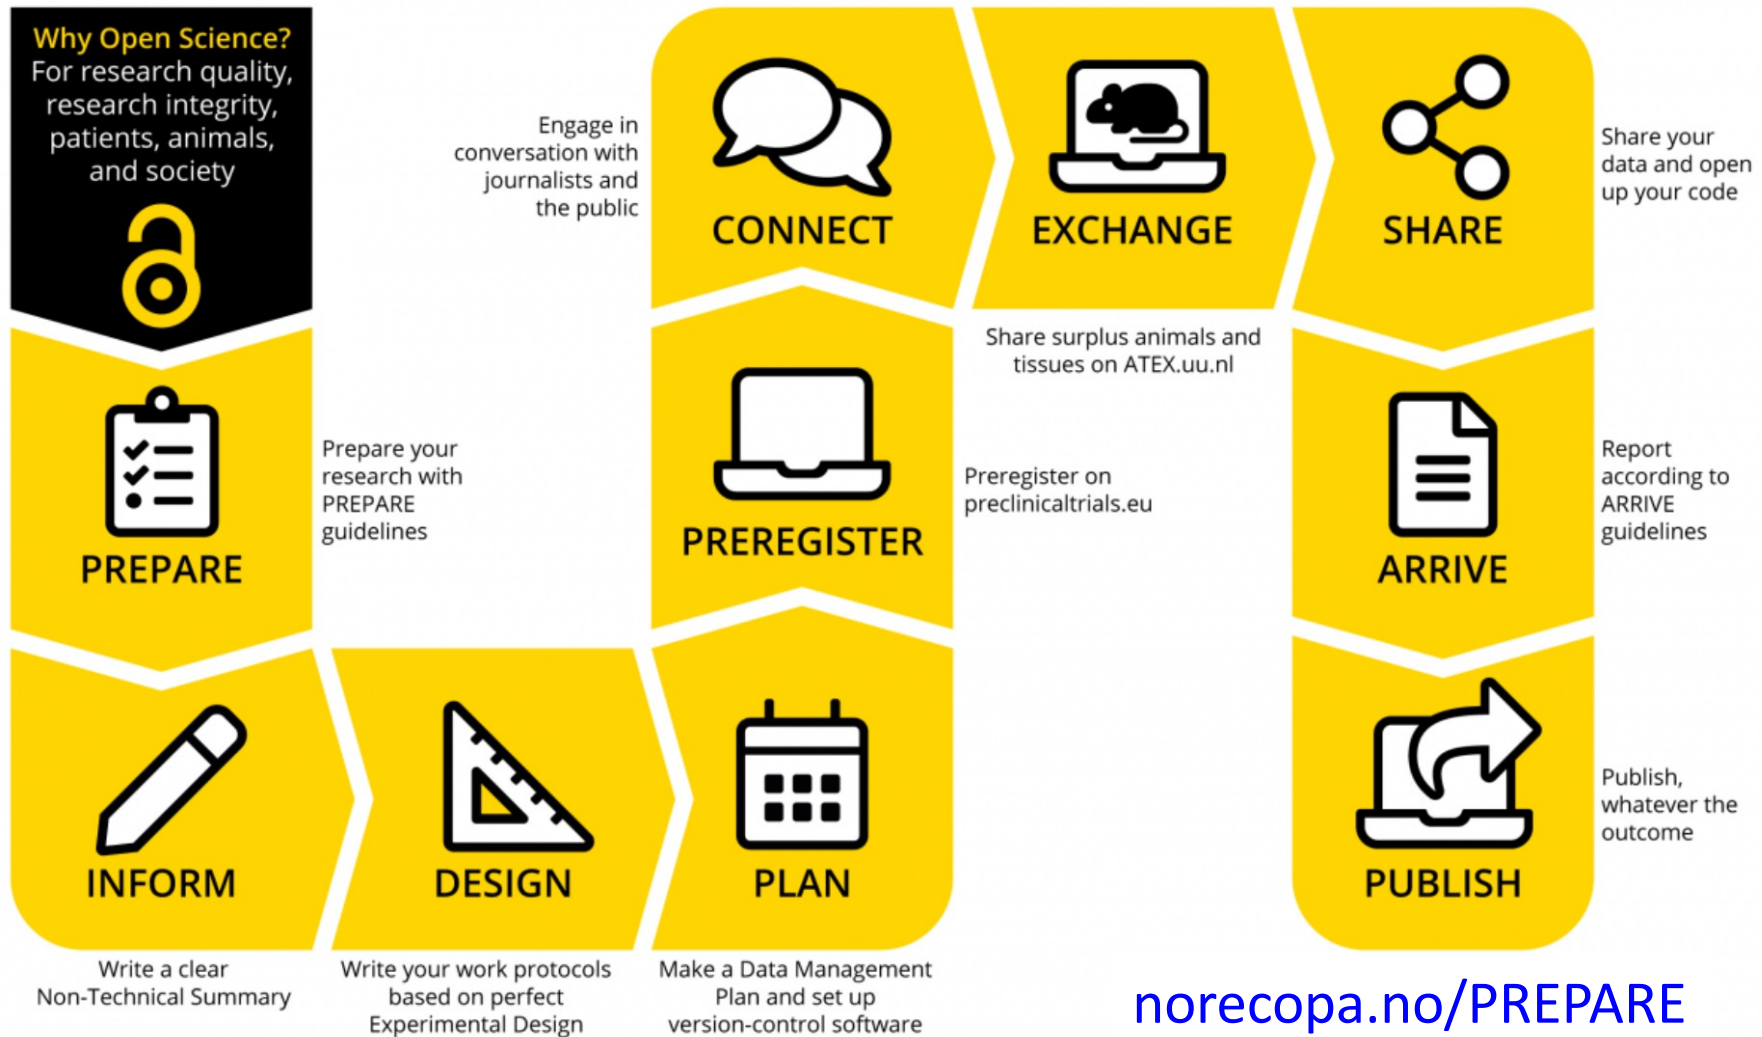 Why Open Science?
For research quality,
research integrity,
patients, animals,
and society
PREPARE
Prepare your
research with
PREPARE
guidelines
INFORM
Write a clear
Non-Technical Summary
DESIGN
Write your work protocols
based on perfect
Experimental Design
PLAN
Make a Data Management
Plan and set up
version-control software
PREREGISTER
Preregister on
preclinicaltrials.eu
CONNECT
Engage in
conversation with
journalists and
the public
EXCHANGE
Share surplus animals and
tissues on ATEX.uu.nl
SHARE
Share your
data and open
up your code
ARRIVE
Report
according to
ARRIVE
guidelines
PUBLISH
Publish,
whatever the
outcome
norecopa.no/PREPARE